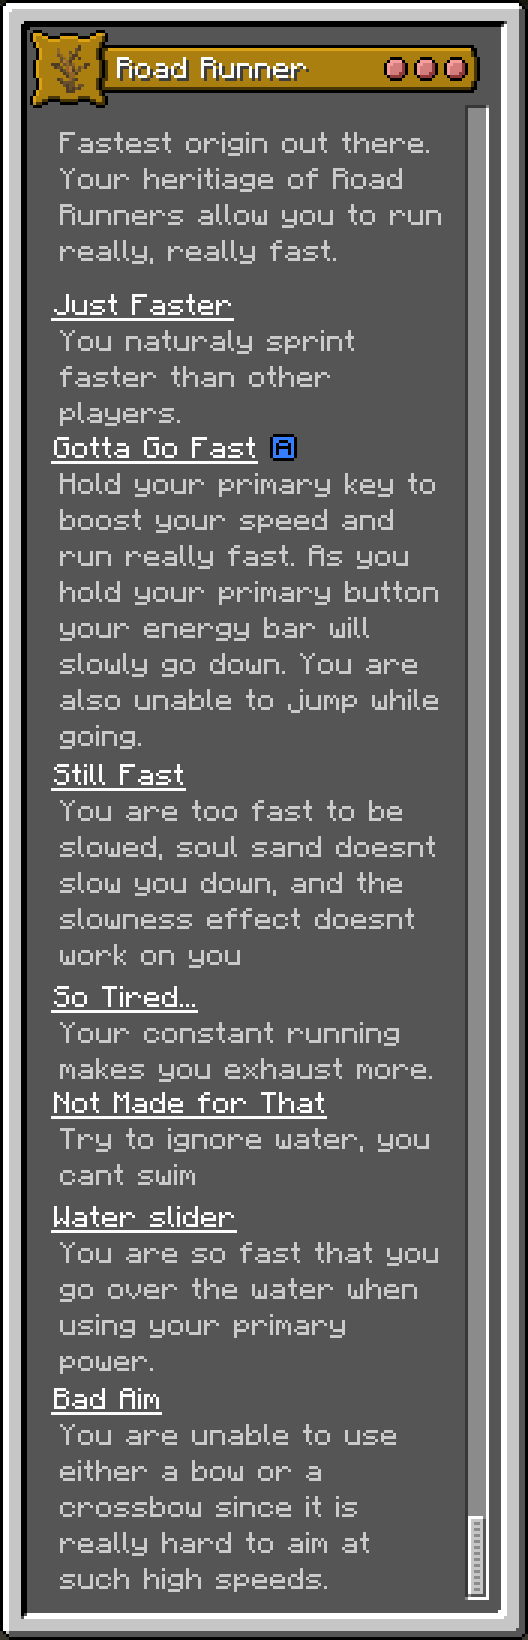 Road Runner
Fastest origin out there.
Your heritiage of Road
Runners allow you to run
really, really fast.
Just Faster
You naturaly sprint
faster than other
players.
Gotta Go Fast A
Hold your primary key to
boost your speed and
run really fast. As you
hold your primary button
your energy bar will
slowly go down. You are
also unable to jump while
going.
Still Fast
You are too fast to be
slowed, soul sand doesnt
slow you down, and the
slowness effect doesnt
work on you
So Tired...
Your constant running
makes you exhaust more.
Not Made for That
Try to ignore water, you
cant swim
Water slider
You are so fast that you
go over the water when
using your primary
power.
Bad Aim
You are unable to use
either a bow or a
crossbow since it is
really hard to aim at
such high speeds.